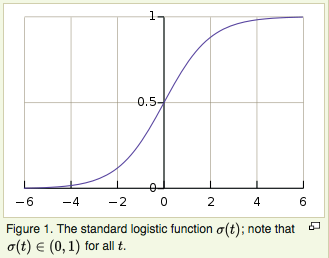 1
0.5
0
−6 −4 −2 0 2 4 6
Figure 1. The standard logistic function σ(t); note that
σ(t) ∈ (0, 1) for all t.